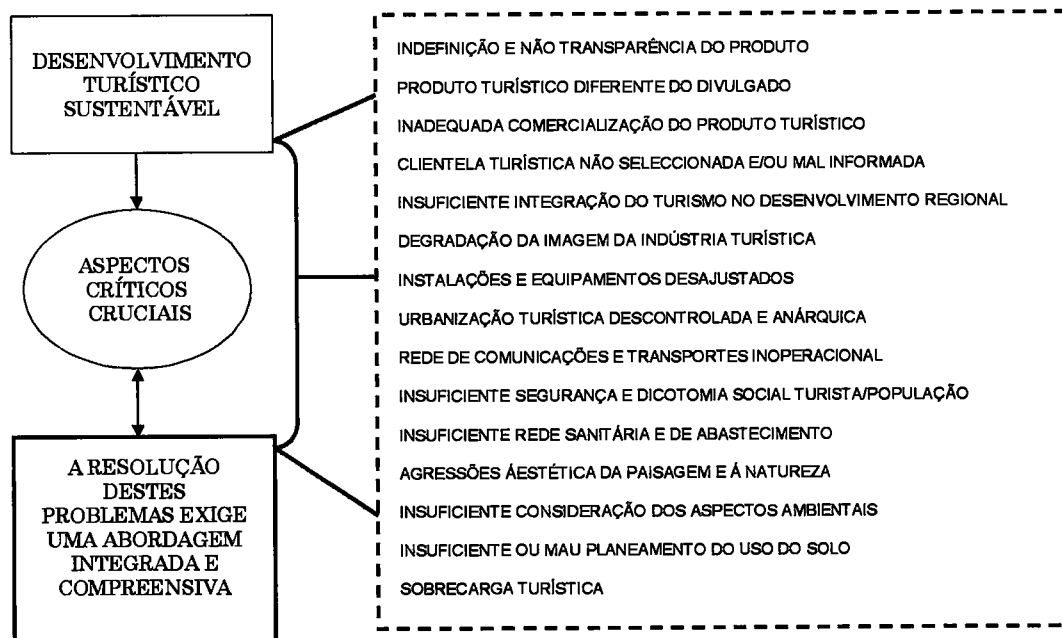 DESENVOLVIMENTO
TURÍSTICO
SUSTENTÁVEL
ASPECTOS
CRÍTICOS
CRUCIAIS
A RESOLUÇÃO
DESTES
PROBLEMAS EXIGE
UMA ABORDAGEM
INTEGRADA E
COMPREENSIVA
INDEFINIÇÃO E NÃO TRANSPARÊNCIA DO PRODUTO
PRODUTO TURÍSTICO DIFERENTE DO DIVULGADO
INADEQUADA COMERCIALIZAÇÃO DO PRODUTO TURÍSTICO
CLIENTELA TURÍSTICA NÃO SELECCIONADA E/OU MAL INFORMADA
INSUFICIENTE INTEGRAÇÃO DO TURISMO NO DESENVOLVIMENTO REGIONAL
DEGRADAÇÃO DA IMAGEM DA INDÚSTRIA TURÍSTICA
INSTALAÇÕES E EQUIPAMENTOS DESAJUSTADOS
URBANIZAÇÃO TURÍSTICA DESCONTROLADA E ANÁRQUICA
REDE DE COMUNICAÇÕES E TRANSPORTES INOPERACIONAL
INSUFICIENTE SEGURANÇA E DICOTOMIA SOCIAL TURISTA/POPULAÇÃO
INSUFICIENTE REDE SANITÁRIA E DE ABASTECIMENTO
AGRESSÕES ÁESTÉTICA DA PAISAGEM E Á NATUREZA
INSUFICIENTE CONSIDERAÇÃO DOS ASPECTOS AMBIENTAIS
INSUFICIENTE OU MAU PLANEAMENTO DO USO DO SOLO
SOBRECARGA TURÍSTICA